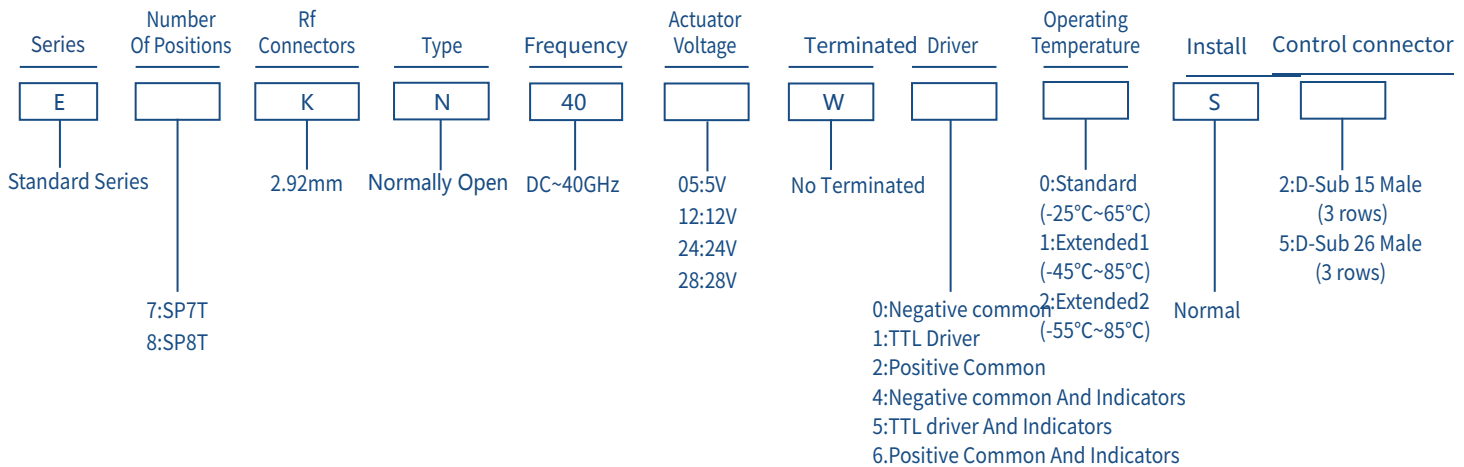 Series
Number
Of Positions
Rf
Connectors
Type
Frequency
Actuator
Voltage
Terminated
Driver
Operating
Temperature
Install
Control connector
E
K
N
40
W
S
Standard Series
7:SP7T
8:SP8T
2.92mm
Normally Open
DC~40GHz
05:5V
12:12V
24:24V
28:28V
No Terminated
0:Negative common
1:TTL Driver
2:Positive Common
4:Negative common And Indicators
5:TTL driver And Indicators
6.Positive Common And Indicators
0:Standard
(-25°C~65°C)
1:Extended1
(-45°C~85°C)
2:Extended2
(-55°C~85°C)
Normal
2:D-Sub 15 Male
(3 rows)
5:D-Sub 26 Male
(3 rows)